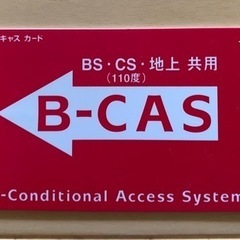 キャス カード
BS・CS・地上 共用
(110度)
B-CAS
-Conditional Access System